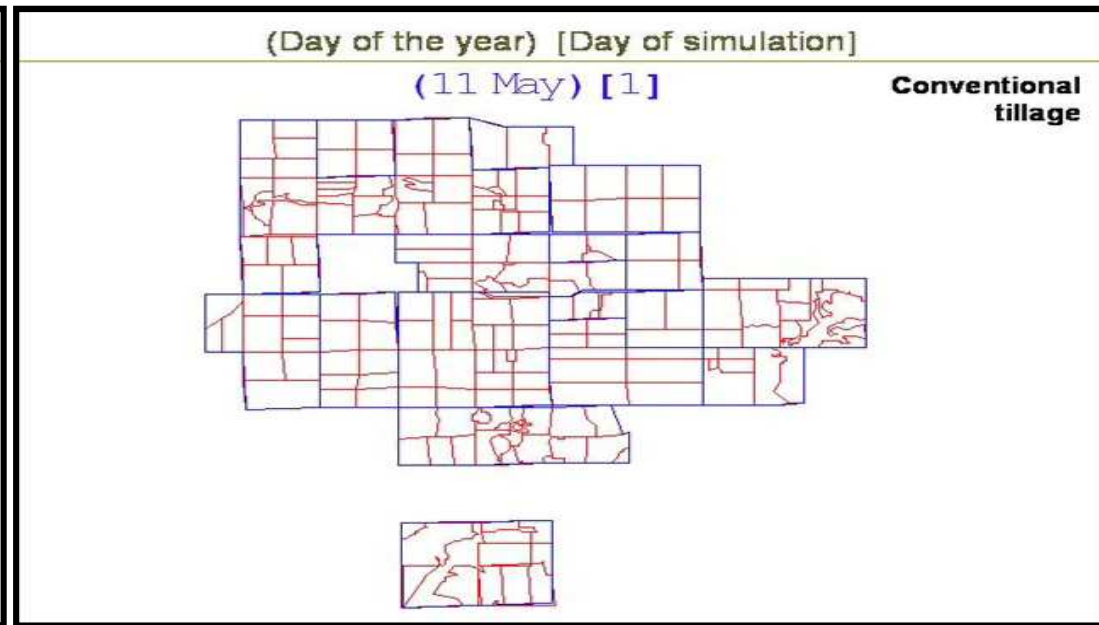 (Day of the year) [Day of simulation]
(11 May) [1]
Conventional
tillage